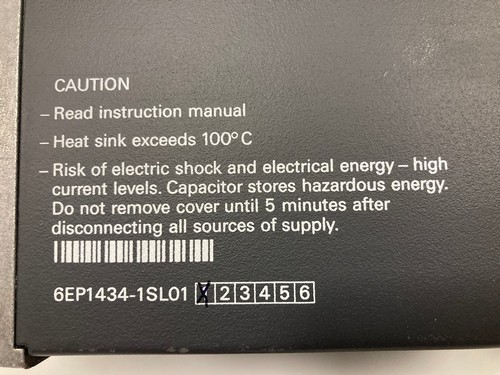 CAUTION
– Read instruction manual
– Heat sink exceeds 100°C
– Risk of electric shock and electrical energy – high
current levels. Capacitor stores hazardous energy.
Do not remove cover until 5 minutes after
disconnecting all sources of supply.
6EP1434-1SL01 X 2 3 4 5 6